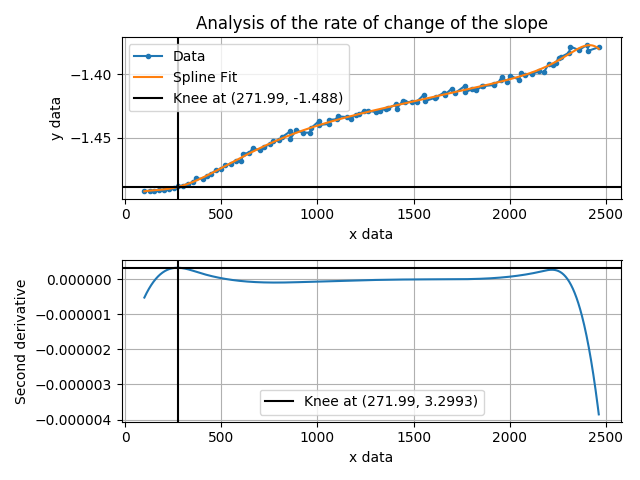 Analysis of the rate of change of the slope
Data
Spline Fit
Knee at (271.99, -1.488)
−1.40
−1.45
y data
0 500 1000 1500 2000 2500
x data
0.000000
−0.000001
−0.000002
−0.000003
−0.000004
Second derivative
Knee at (271.99, 3.2993)
0 500 1000 1500 2000 2500
x data